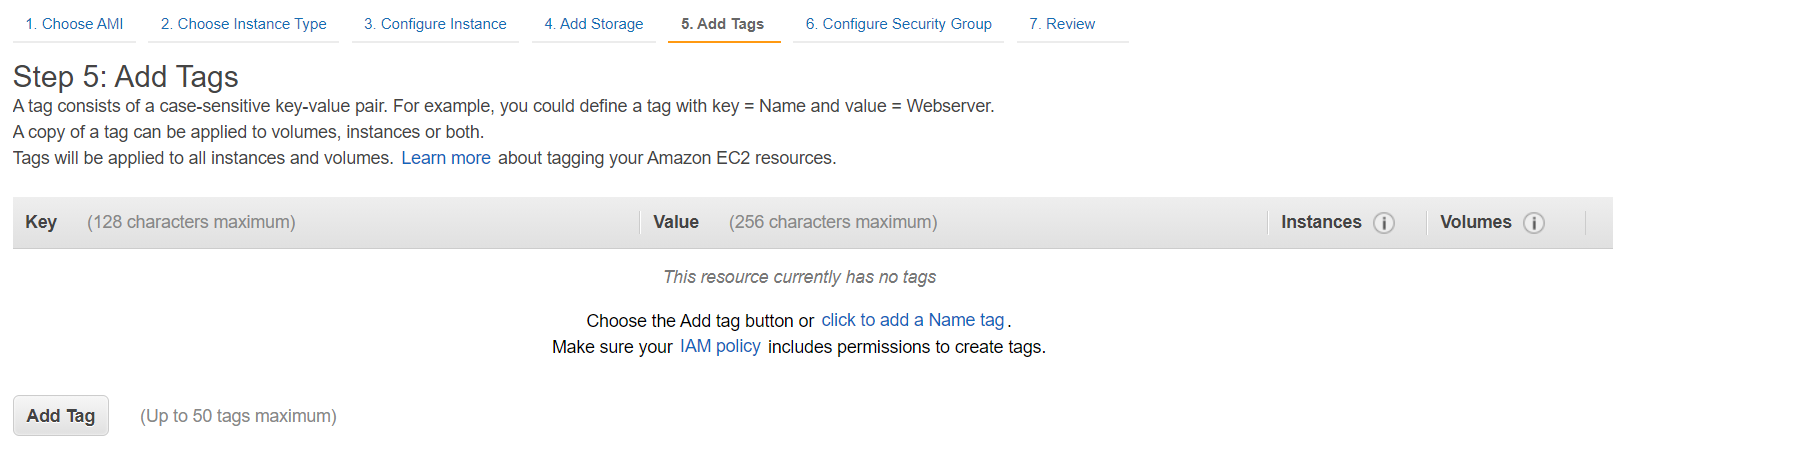 1. Choose AMI 2. Choose Instance Type 3. Configure Instance 4. Add Storage 5. Add Tags 6. Configure Security Group 7. Review
Step 5: Add Tags
A tag consists of a case-sensitive key-value pair. For example, you could define a tag with key = Name and value = Webserver.
A copy of a tag can be applied to volumes, instances or both.
Tags will be applied to all instances and volumes. Learn more about tagging your Amazon EC2 resources.
Key (128 characters maximum) Value (256 characters maximum) Instances i Volumes i
This resource currently has no tags
Choose the Add tag button or click to add a Name tag.
Make sure your IAM policy includes permissions to create tags.
Add Tag (Up to 50 tags maximum)